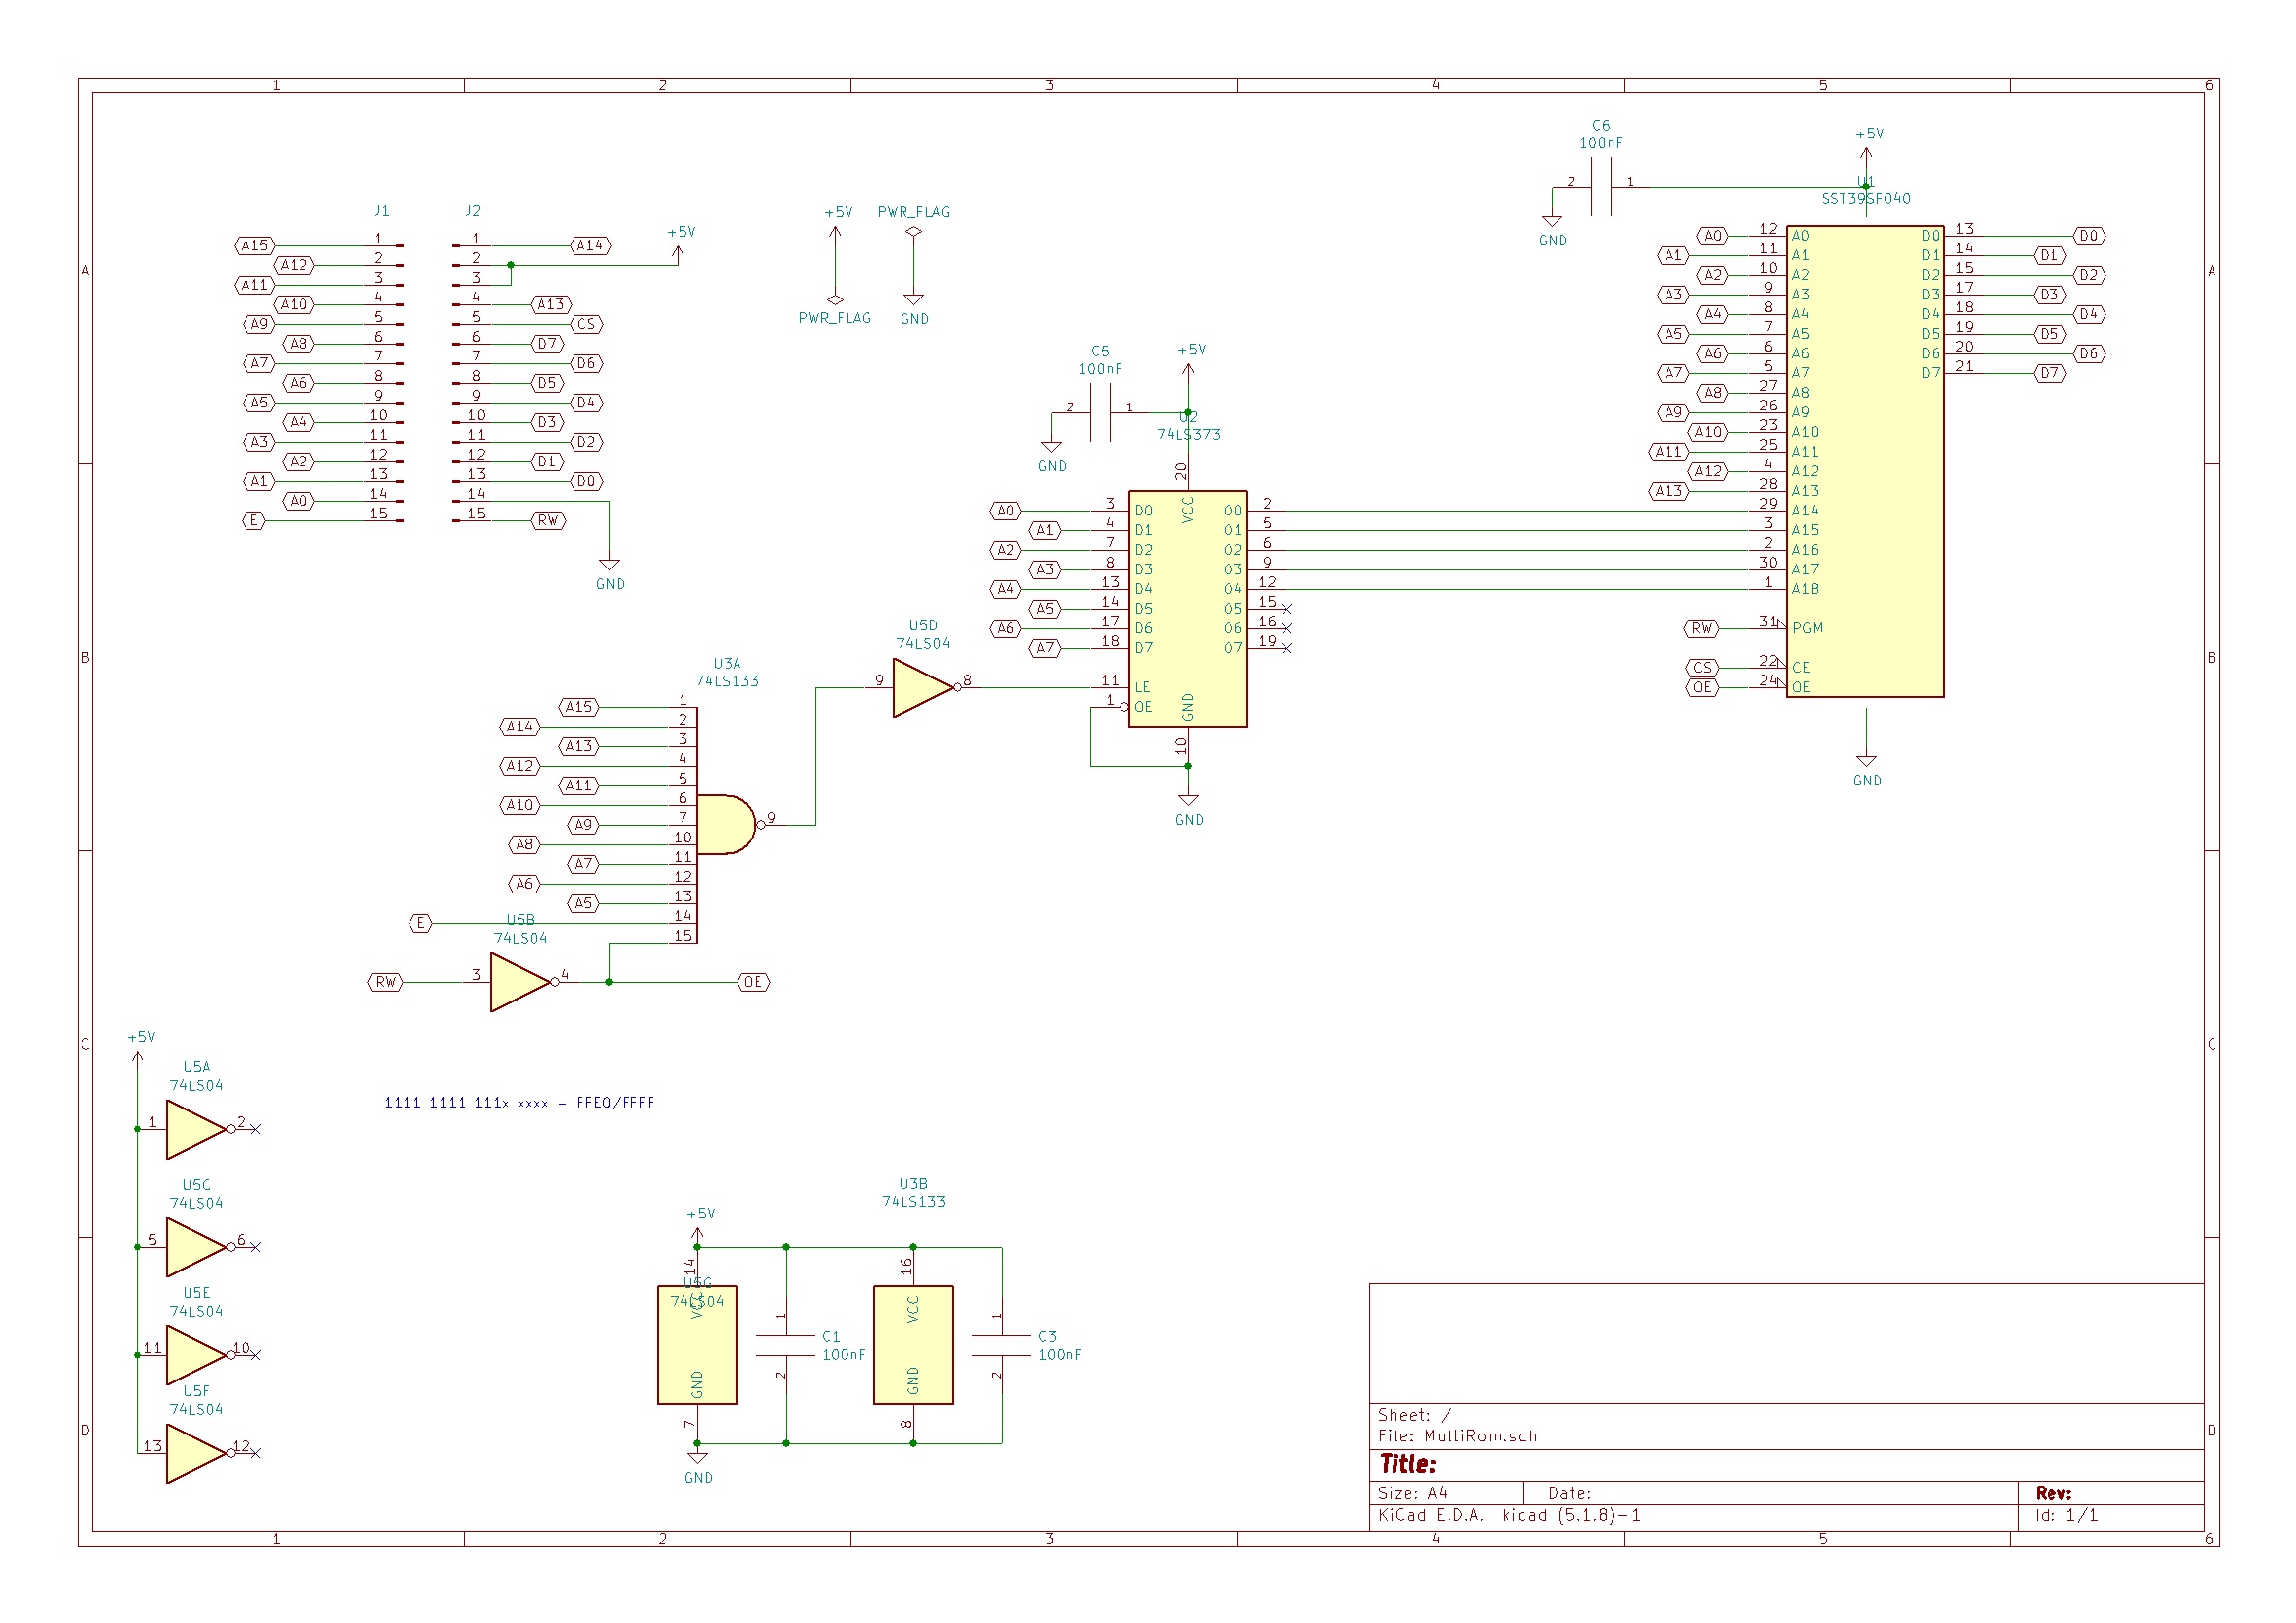 1 2 3 4 5 6
A
B
C
D
A
B
C
D
J1
A15 1
A12 2
A11 3
A10 4
A9 5
A8 6
A7 7
A6 8
A5 9
A4 10
A3 11
A2 12
A1 13
A0 14
E 15
J2
+5V
1 A14
2
3
4 A13
5 CS
6 D7
7 D6
8 D5
9 D4
10 D3
11 D2
12 D1
13 D0
14
15 RW
GND
+5V
PWR_FLAG
PWR_FLAG
GND
C6
100nF
2 1
GND
+5V
U1
SST39SF040
A0 12 A0
A1 11 A1
A2 10 A2
A3 9 A3
A4 8 A4
A5 7 A5
A6 6 A6
A7 5 A7
A8 27 A8
A9 26 A9
A10 23 A10
A11 25 A11
A12 4 A12
A13 28 A13
29 A14
3 A15
2 A16
30 A17
1 A18
RW 31 PGM
CS 22 CE
OE 24 OE
D0 13 D0
D1 14 D1
D2 15 D2
D3 17 D3
D4 18 D4
D5 19 D5
D6 20 D6
D7 21 D7
GND
C5
100nF
2 1
GND
+5V
U2
74LS373
20
VCC
A0 3 D0
A1 4 D1
A2 7 D2
A3 8 D3
A4 13 D4
A5 14 D5
A6 17 D6
A7 18 D7
11 LE
1 OE
O0 2
O1 5
O2 6
O3 9
O4 12
O5 15
O6 16
O7 19
GND
10
GND
U5D
74LS04
9 8
U3A
74LS133
A15 1
A14 2
A13 3
A12 4
A11 5
A10 6
A9 7
A8 10
A7 11
A6 12
A5 13
E 14
15
9
U5B
74LS04
RW 3 4 OE
+5V
U5A
74LS04
1 2
U5C
74LS04
5 6
U5E
74LS04
11 10
U5F
74LS04
13 12
1111 1111 111x xxxx - FFE0/FFFF
+5V
14
U5G
74LS04
VCC
GND
7
GND
1
C1
100nF
2
U3B
74LS133
16
VCC
GND
8
1
C3
100nF
2
Sheet: /
File: MultiRom.sch
Title:
Size: A4 Date: Rev:
KiCad E.D.A. kicad (5.1.8)-1 Id: 1/1
1 2 3 4 5 6